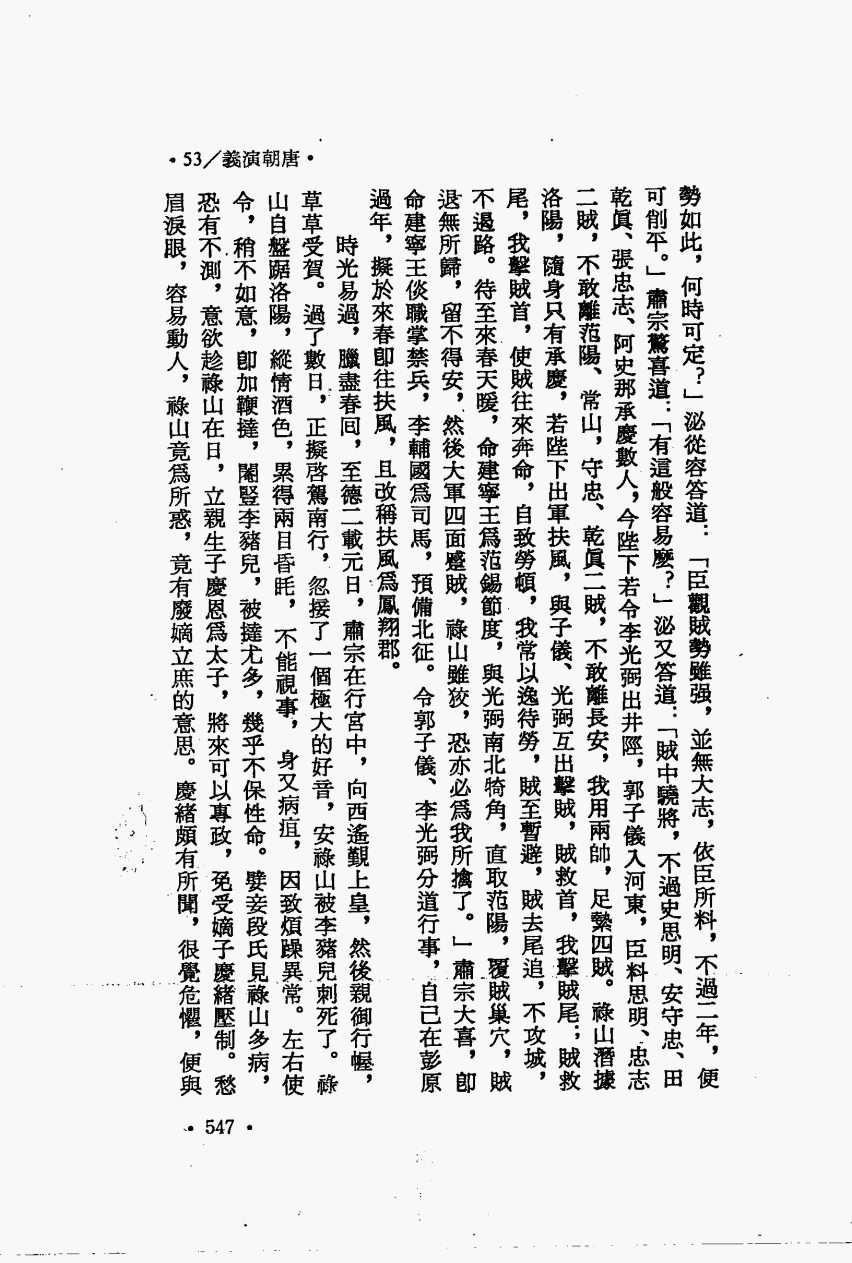 •53／義演朝唐•
勢如此，何時可定？」泌從容答道：「臣觀賊勢雖强，並無大志，依臣所料，不過二年，便
可削平。」肅宗驚喜道：「有這般容易麼？」泌又答道：「賊中驍將，不過史思明、安守忠、田
乾眞、張忠志、阿史那承慶數人，今陛下若令李光弼出井陘，郭子儀入河東，臣料思明、忠志
二賊，不敢離范陽、常山，守忠、乾眞二賊，不敢離長安，我用兩帥，足縶四賊。祿山潛據
洛陽，隨身只有承慶，若陛下出軍扶風，與子儀、光弼互出擊賊，賊救首，我擊賊尾；賊救
尾，我擊賊首，使賊往來奔命，自致勞頓，我常以逸待勞，賊至暫避，賊去尾追，不攻城，
不遏路。待至來春天暖，命建寧王爲范錫節度，與光弼南北犄角，直取范陽，覆賊巢穴，賊
退無所歸，留不得安，然後大軍四面蹙賊，祿山雖狡，恐亦必爲我所擒了。」肅宗大喜，卽
命建寧王倓職掌禁兵，李輔國爲司馬，預備北征。令郭子儀、李光弼分道行事，自己在彭原
過年，擬於來春卽往扶風，且改稱扶風爲鳳翔郡。
時光易過，臘盡春回，至德二載元日，肅宗在行宮中，向西遙覲上皇，然後親御行幄，
草草受賀。過了數日，正擬啓駕南行，忽接了一個極大的好音，安祿山被李豬兒刺死了。祿
山自盤踞洛陽，縱情酒色，累得兩目昏眊，不能視事，身又病疽，因致煩躁異常。左右使
令，稍不如意，卽加鞭撻，閹豎李豬兒，被撻尤多，幾乎不保性命。嬖妾段氏見祿山多病，
恐有不測，意欲趁祿山在日，立親生子慶恩爲太子，將來可以專政，免受嫡子慶緒壓制。愁
眉淚眼，容易動人，祿山竟爲所惑，竟有廢嫡立庶的意思。慶緒頗有所聞，很覺危懼，便與
•547•